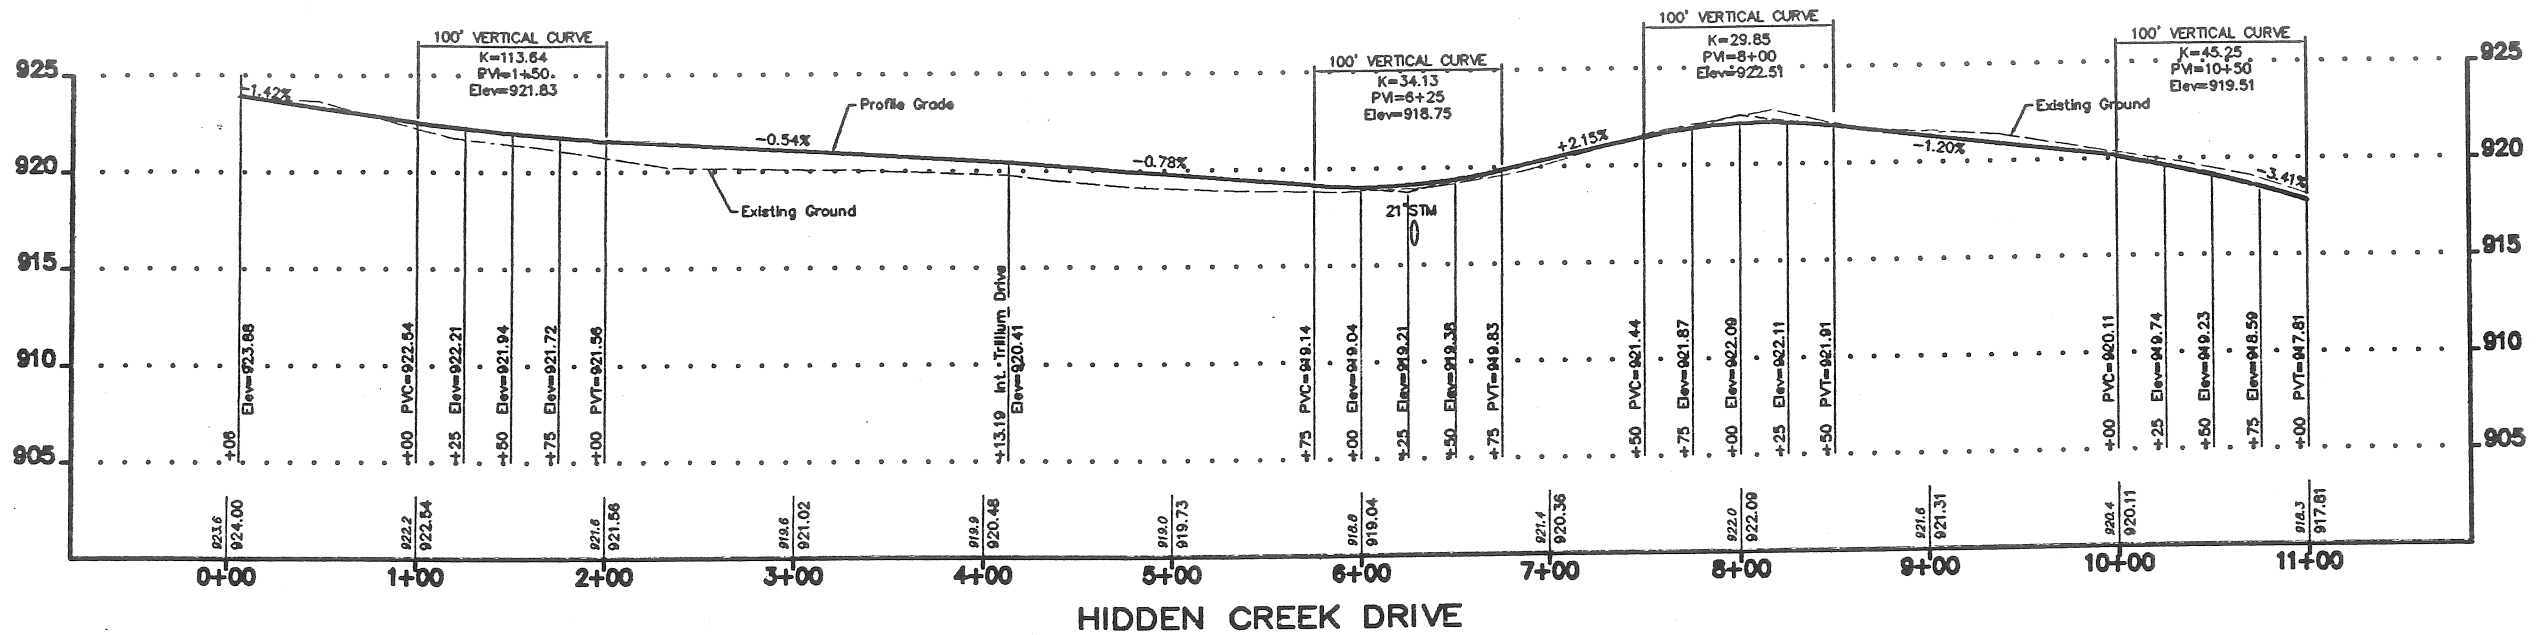 100' VERTICAL CURVE
K=113.64
PVI=1+50
Elev=921.83
100' VERTICAL CURVE
K=34.13
PVI=6+25
Elev=918.75
100' VERTICAL CURVE
K=29.85
PVI=8+00
Elev=922.51
100' VERTICAL CURVE
K=45.25
PVI=10+50
Elev=919.51
925
920
915
910
905
925
920
915
910
905
-1.42%
Profile Grade
-0.54%
-0.78%
+2.15%
-1.20%
-3.41%
Existing Ground
Existing Ground
21"STM
+06
Elev=923.88
+00 PVC=922.54
+25 Elev=922.21
+50 Elev=921.94
+75 Elev=921.72
+00 PVT=921.56
+13.19 Int. Trillium Drive
Elev=920.41
+75 PVC=919.14
+00 Elev=919.04
+25 Elev=919.21
+50 Elev=919.38
+75 PVT=919.83
+50 PVC=921.44
+75 Elev=921.87
+00 Elev=922.09
+25 Elev=922.11
+50 PVT=921.91
+00 PVC=920.11
+25 Elev=919.74
+50 Elev=919.23
+75 Elev=918.59
+00 PVT=917.81
923.6
924.00
922.2
922.54
921.6
921.56
919.6
921.02
919.9
920.48
919.0
919.73
918.8
919.04
921.4
920.36
922.0
922.09
921.6
921.31
920.4
920.11
918.3
917.81
0+00
1+00
2+00
3+00
4+00
5+00
6+00
7+00
8+00
9+00
10+00
11+00
HIDDEN CREEK DRIVE